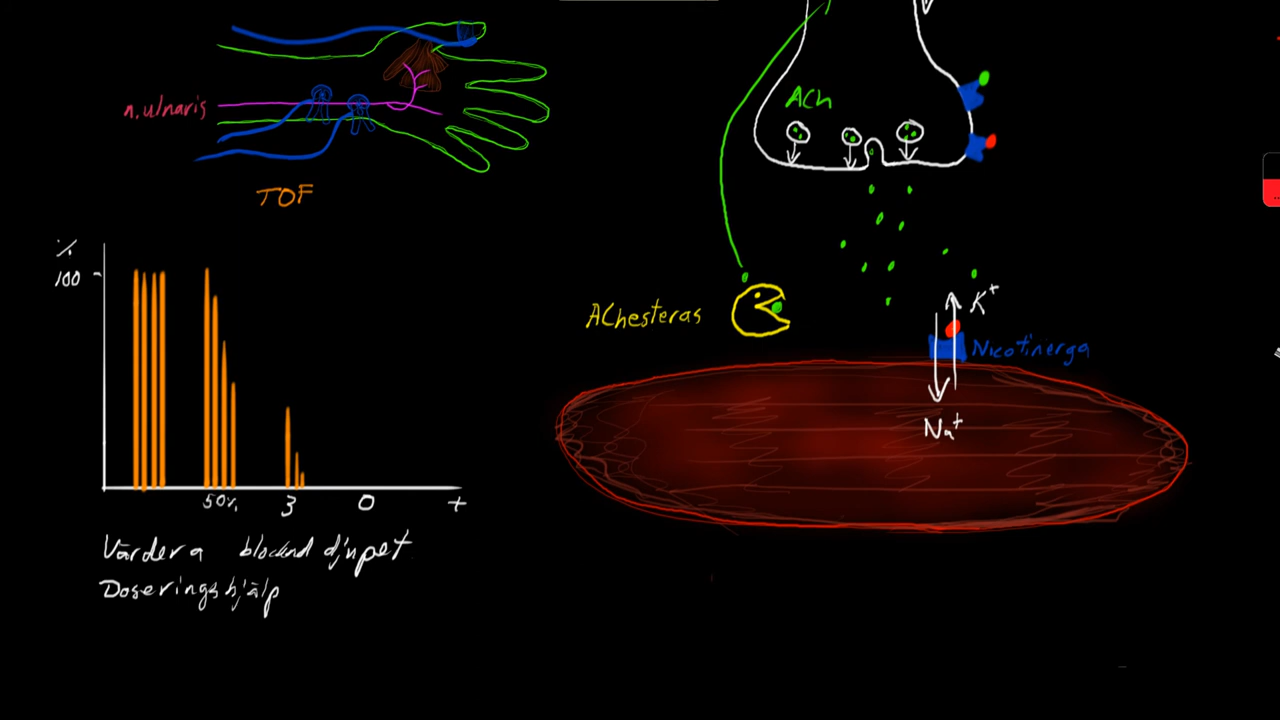 n.ulnaris
TOF
%
100
50% 3 0 t
Värdera blockad djupet
Doseringshjälp
ACh
AChesteras
K+
Nicotinerga
Na+